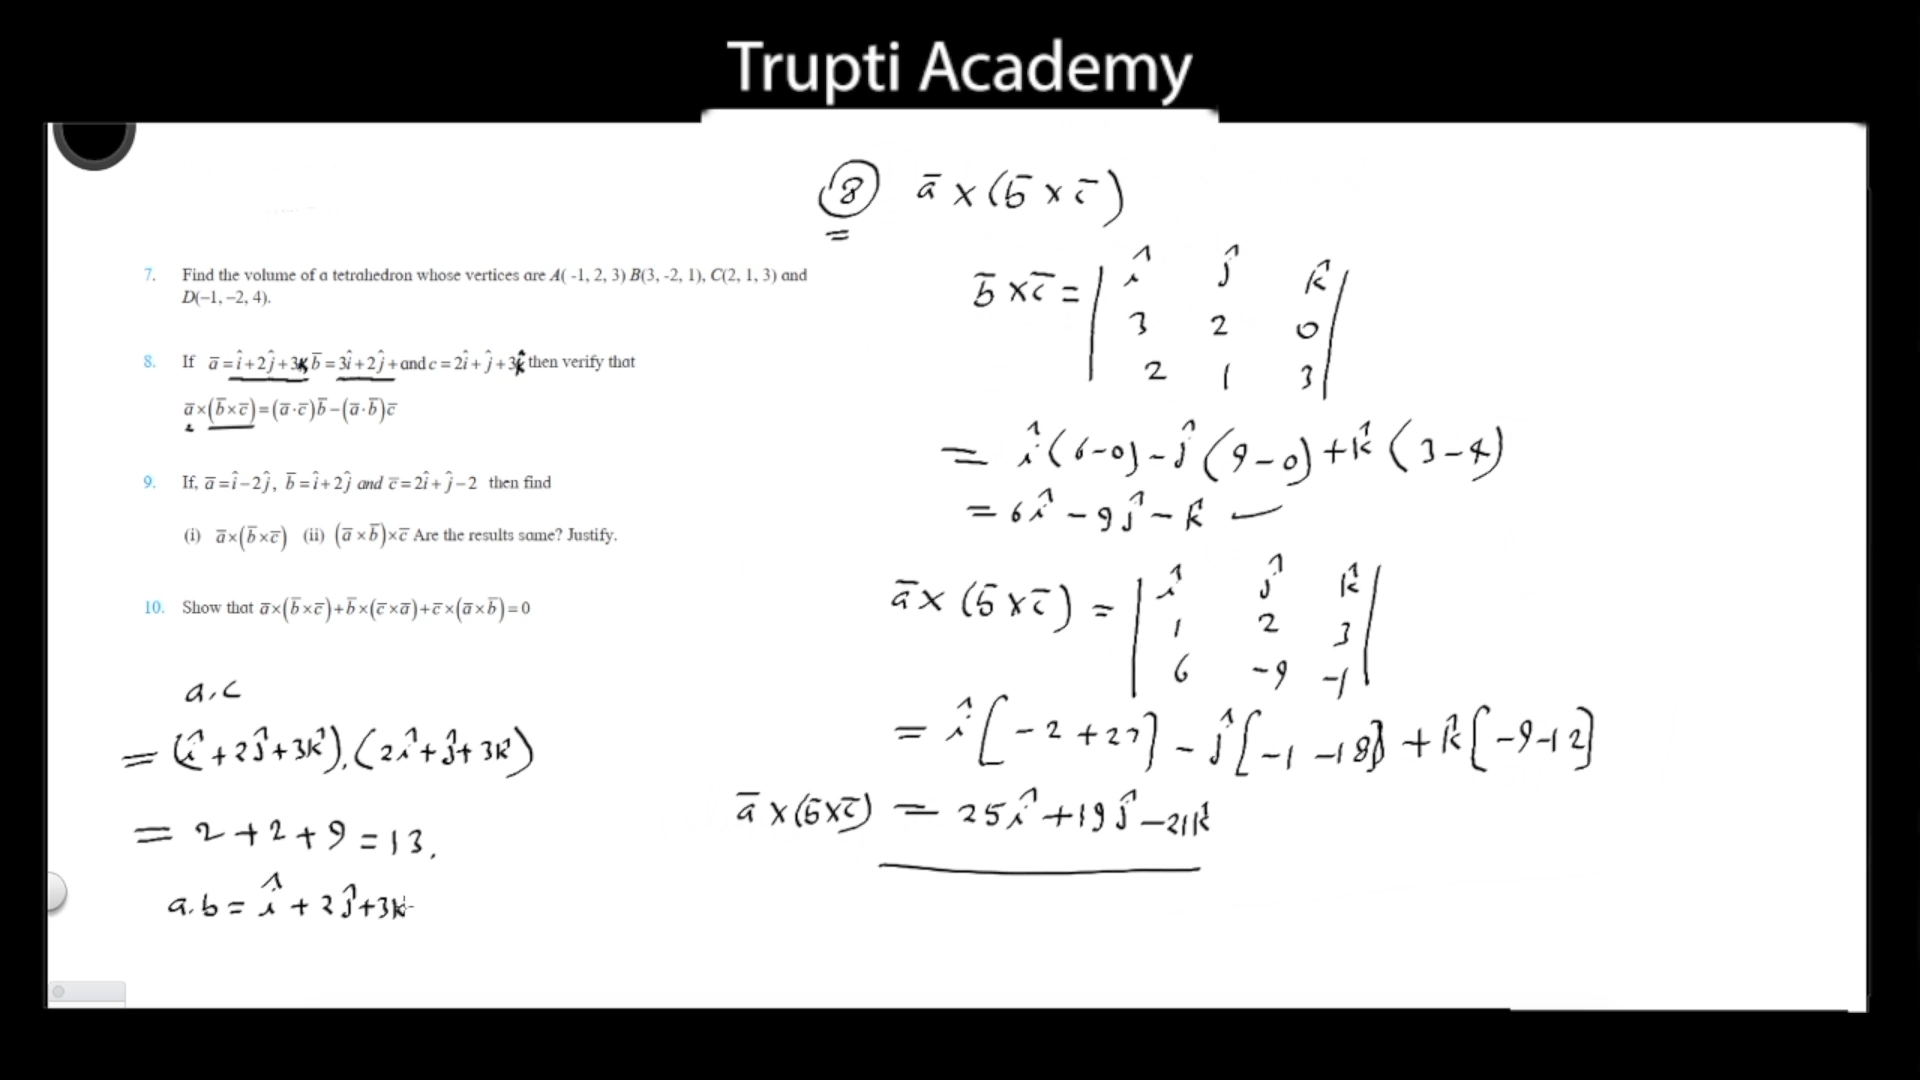 Trupti Academy
7. Find the volume of a tetrahedron whose vertices are A( -1, 2, 3) B(3, -2, 1), C(2, 1, 3) and
D(−1, −2, 4).
8. If a̅ = î + 2ĵ + 3k̂ b̅ = 3î + 2ĵ + and c = 2î + ĵ + 3k̂ then verify that
a̅ × (b̅ × c̅) = (a̅ · c̅) b̅ − (a̅ · b̅) c̅
9. If, a̅ = î − 2ĵ, b̅ = î + 2ĵ and c̅ = 2î + ĵ − 2 then find
(i) a̅ × (b̅ × c̅) (ii) (a̅ × b̅) × c̅ Are the results same? Justify.
10. Show that a̅ × (b̅ × c̅) + b̅ × (c̅ × a̅) + c̅ × (a̅ × b̅) = 0
a.c
= (î + 2ĵ + 3k̂).(2î + ĵ + 3k̂)
= 2 + 2 + 9 = 13.
a.b = î + 2ĵ + 3k
8 a̅ × (b̅ × c̅)
=
b̅ × c̅ = | î ĵ k̂ |
3 2 0
2 1 3
= î(6-0) - ĵ(9-0) + k̂(3-4)
= 6î - 9ĵ - k̂
a̅ × (b̅ × c̅) = | î ĵ k̂ |
1 2 3
6 -9 -1
= î[-2 + 27] - ĵ[-1 -18] + k̂[-9-12]
a̅ × (b̅ × c̅) = 25î + 19ĵ - 21k̂